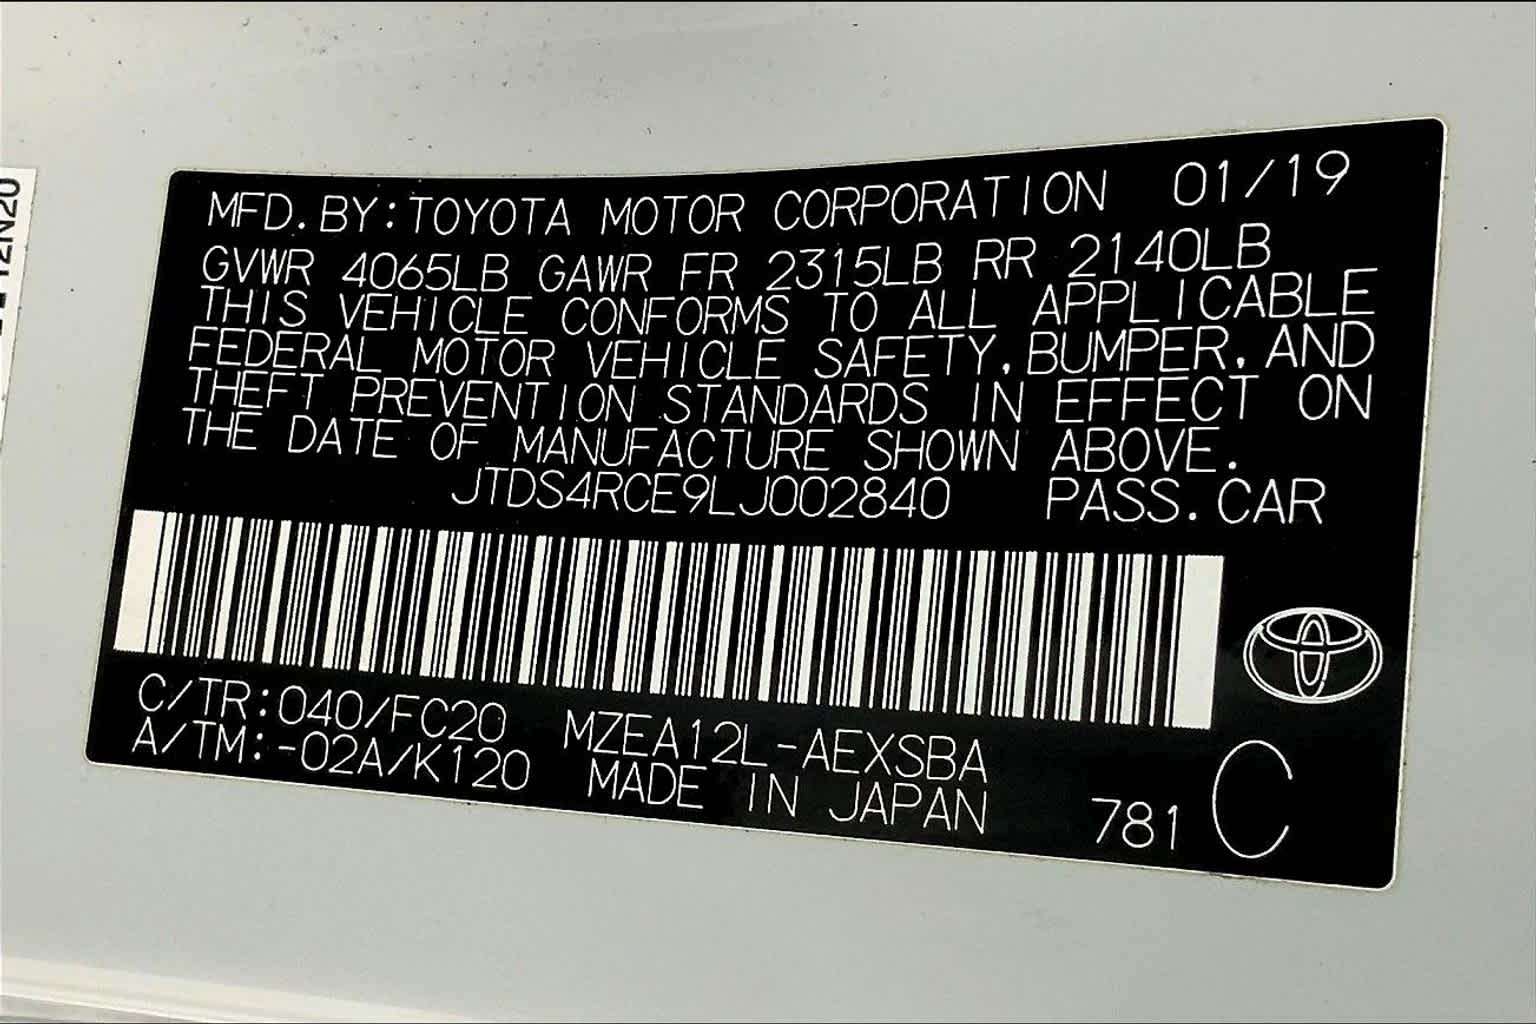 MFD. BY: TOYOTA MOTOR CORPORATION 01/19
GVWR 4065LB GAWR FR 2315LB RR 2140LB
THIS VEHICLE CONFORMS TO ALL APPLICABLE
FEDERAL MOTOR VEHICLE SAFETY, BUMPER, AND
THEFT PREVENTION STANDARDS IN EFFECT ON
THE DATE OF MANUFACTURE SHOWN ABOVE.
JTDS4RCE9LJ002840 PASS. CAR
C/TR: 040/FC20 MZEA12L-AEXSBA
A/TM: -02A/K120 MADE IN JAPAN 781 C